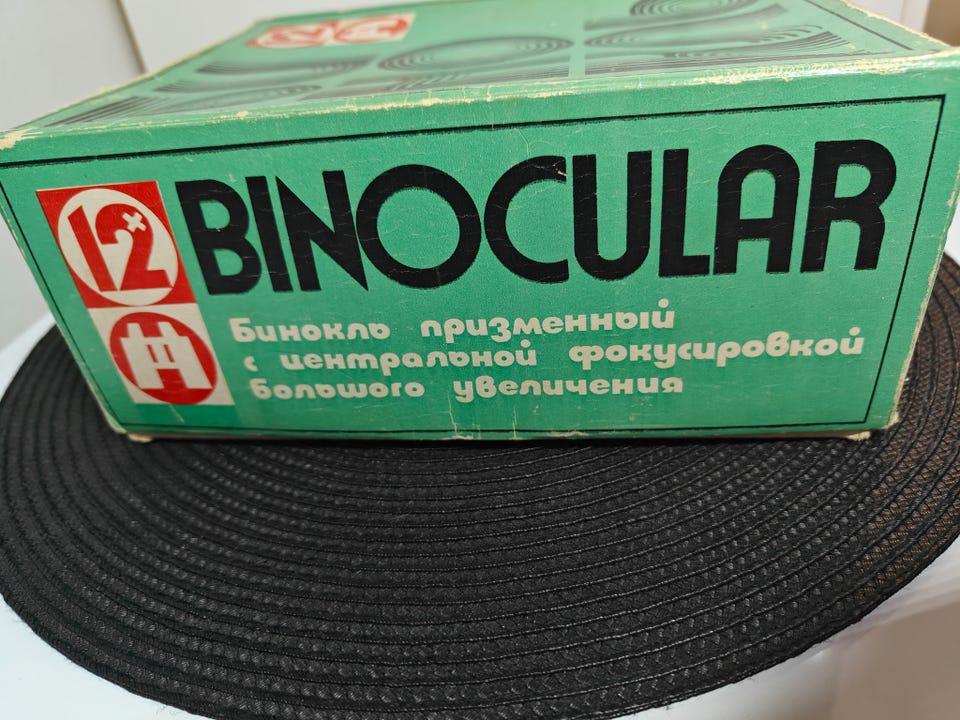 12×
BINOCULAR
Бинокль призменный
с центральной фокусировкой
большого увеличения